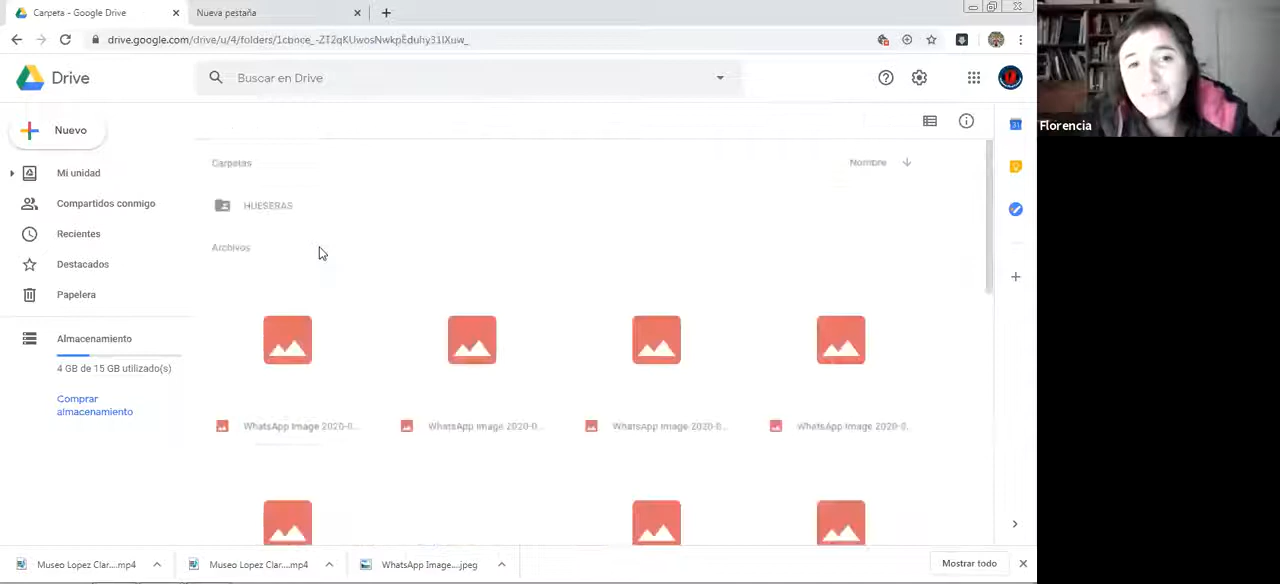 Carpeta - Google Drive
Nueva pestaña
drive.google.com/drive/u/4/folders/1cbnce_-ZT2qKUwosNwkpEduhy31IXuw_
Drive
Buscar en Drive
Nuevo
Florencia
31
Carpetas
Nombre
Mi unidad
Compartidos conmigo
HUESERAS
Recientes
Archivos
Destacados
Papelera
Almacenamiento
4 GB de 15 GB utilizado(s)
Comprar
almacenamiento
WhatsApp Image 2020-0...
WhatsApp Image 2020-0...
WhatsApp Image 2020-0...
WhatsApp Image 2020-0.
Museo Lopez Clar....mp4
Museo Lopez Clar....mp4
WhatsApp Image....jpeg
Mostrar todo